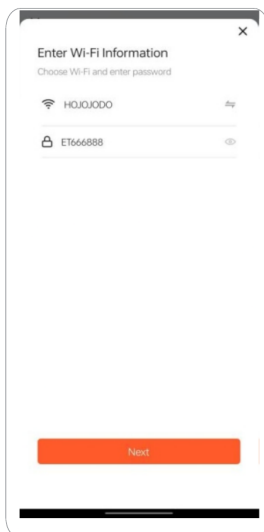 Enter Wi-Fi Information
Choose Wi-Fi and enter password
HOJOJODO
ET666888
Next